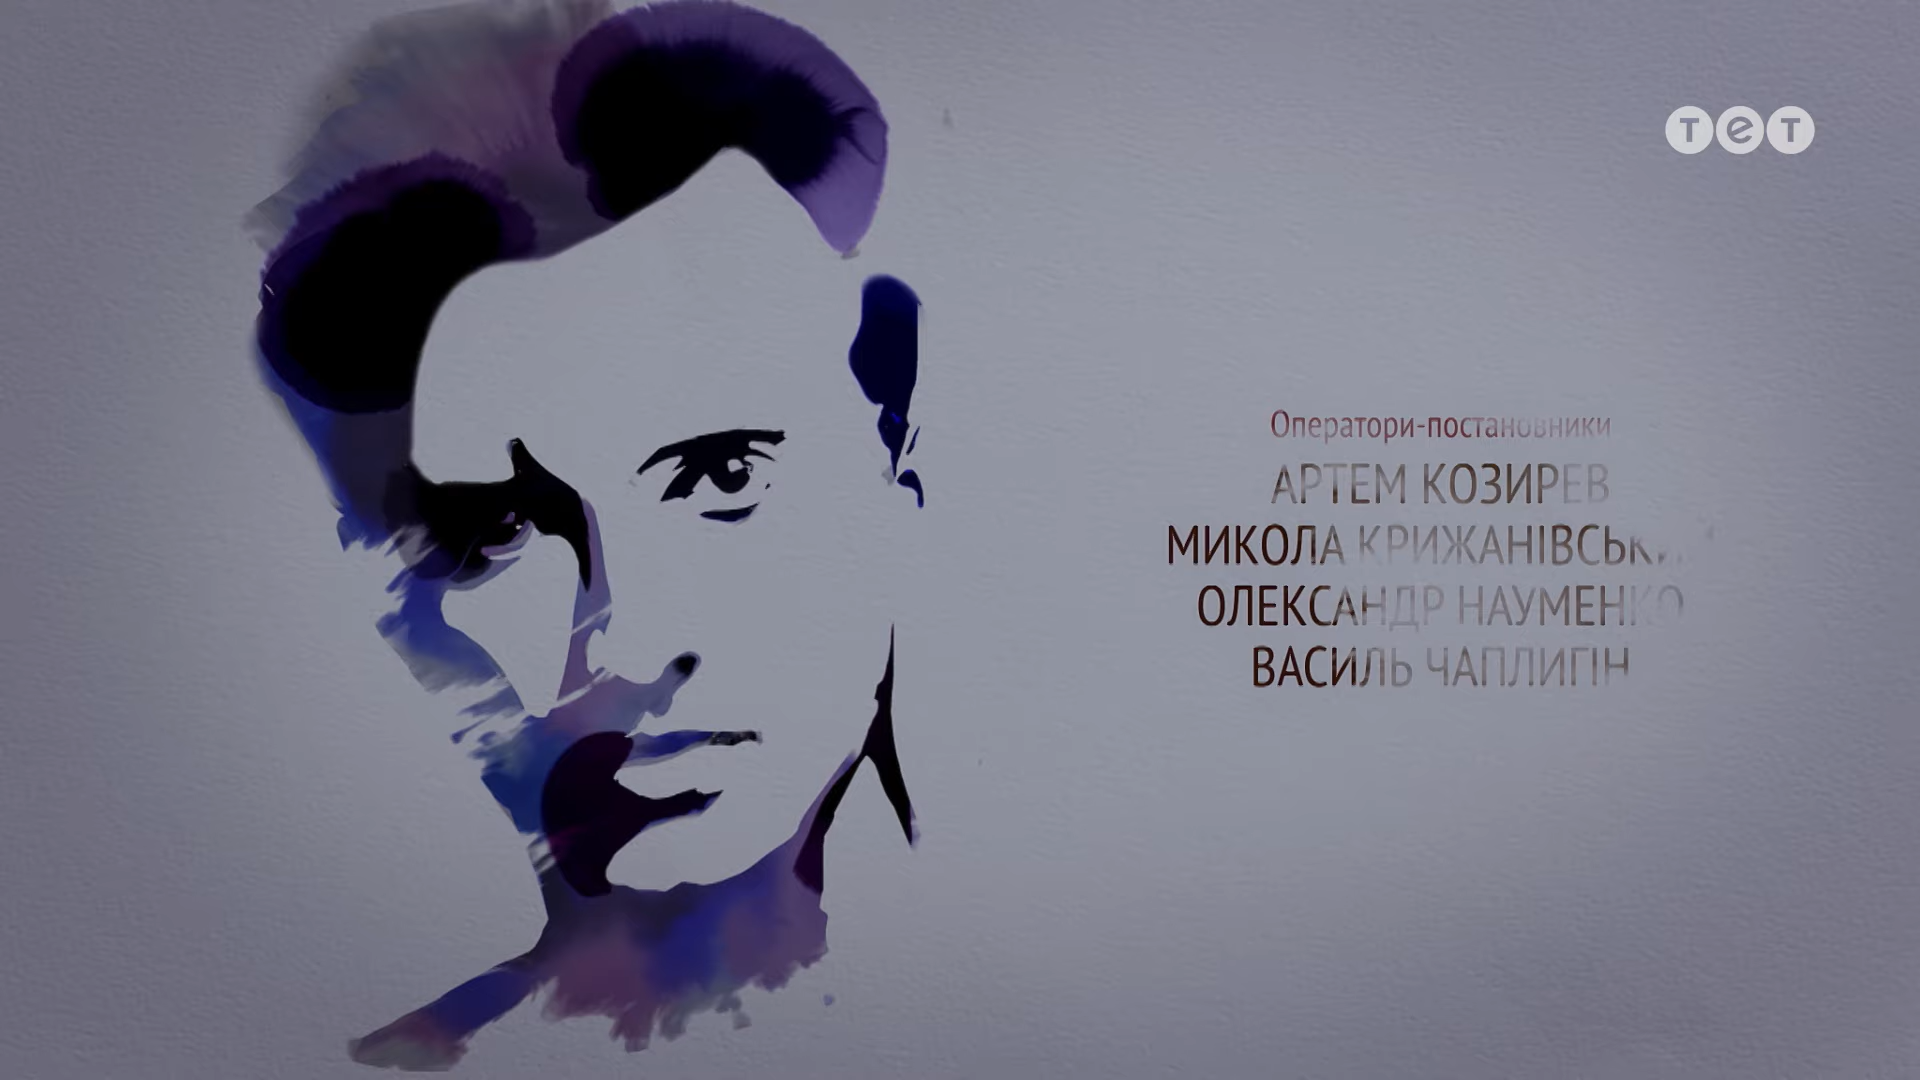 тет
Оператори-постановники
АРТЕМ КОЗИРЕВ
МИКОЛА КРИЖАНІВСЬКИЙ
ОЛЕКСАНДР НАУМЕНКО
ВАСИЛЬ ЧАПЛИГІН